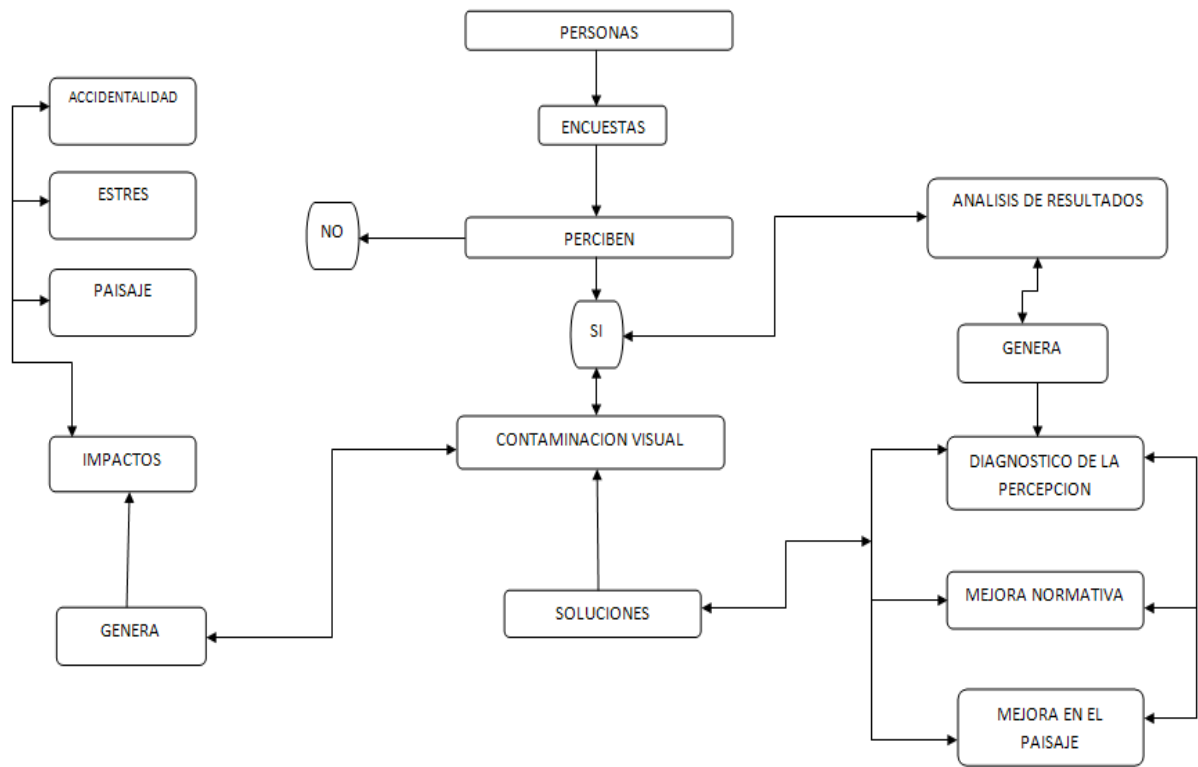 PERSONAS
ACCIDENTALIDAD
ENCUESTAS
ESTRES
ANALISIS DE RESULTADOS
NO
PERCIBEN
PAISAJE
SI
GENERA
CONTAMINACION VISUAL
IMPACTOS
DIAGNOSTICO DE LA
PERCEPCION
MEJORA NORMATIVA
SOLUCIONES
GENERA
MEJORA EN EL
PAISAJE